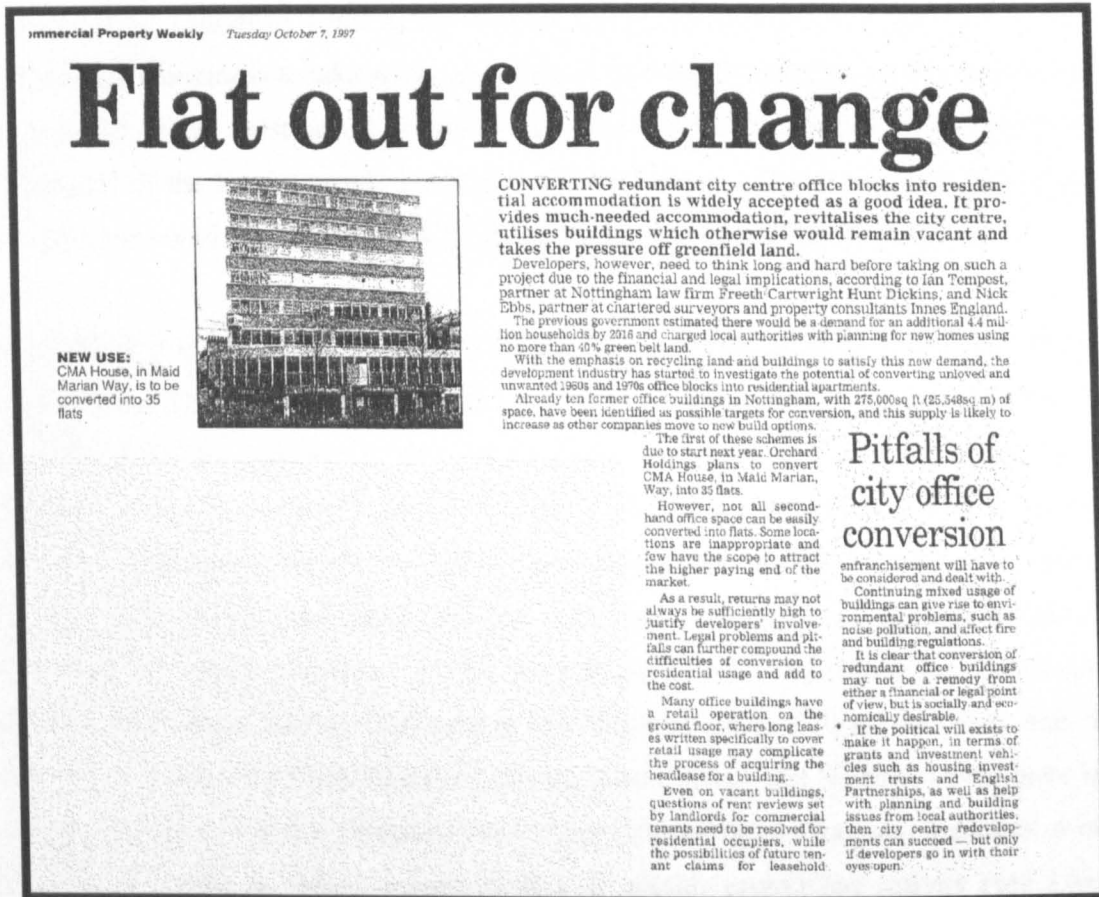 ommercial Property Weekly Tuesday October 7, 1997
Flat out for change
NEW USE:
CMA House, in Maid
Marian Way, is to be
converted into 35
flats
CONVERTING redundant city centre office blocks into residen-
tial accommodation is widely accepted as a good idea. It pro-
vides much-needed accommodation, revitalises the city centre,
utilises buildings which otherwise would remain vacant and
takes the pressure off greenfield land.
Developers, however, need to think long and hard before taking on such a
project due to the financial and legal implications, according to Ian Tempest,
partner at Nottingham law firm Freeth Cartwright Hunt Dickins, and Nick
Ebbs, partner at chartered surveyors and property consultants Innes England.
The previous government estimated there would be a demand for an additional 4.4 mil-
lion households by 2016 and charged local authorities with planning for new homes using
no more than 40% green belt land.
With the emphasis on recycling land and buildings to satisfy this new demand, the
development industry has started to investigate the potential of converting unloved and
unwanted 1960s and 1970s office blocks into residential apartments.
Already ten former office buildings in Nottingham, with 275,000sq ft (25,548sq m) of
space, have been identified as possible targets for conversion, and this supply is likely to
increase as other companies move to new build options.
The first of these schemes is
due to start next year. Orchard
Holdings plans to convert
CMA House, in Maid Marian,
Way, into 35 flats.
However, not all second-
hand office space can be easily
converted into flats. Some loca-
tions are inappropriate and
few have the scope to attract
the higher paying end of the
market.
As a result, returns may not
always be sufficiently high to
justify developers' involve-
ment. Legal problems and pit-
falls can further compound the
difficulties of conversion to
residential usage and add to
the cost.
Many office buildings have
a retail operation on the
ground floor, where long leas-
es written specifically to cover
retail usage may complicate
the process of acquiring the
headlease for a building.
Even on vacant buildings,
questions of rent reviews set
by landlords for commercial
tenants need to be resolved for
residential occupiers, while
the possibilities of future ten-
ant claims for leasehold
Pitfalls of
city office
conversion
enfranchisement will have to
be considered and dealt with.
Continuing mixed usage of
buildings can give rise to envi-
ronmental problems, such as
noise pollution, and affect fire
and building regulations.
It is clear that conversion of
redundant office buildings
may not be a remedy from
either a financial or legal point
of view, but is socially and eco-
nomically desirable.
If the political will exists to
make it happen, in terms of
grants and investment vehi-
cles such as housing invest-
ment trusts and English
Partnerships, as well as help
with planning and building
issues from local authorities,
then city centre redevelop-
ments can succeed — but only
if developers go in with their
eyes open.